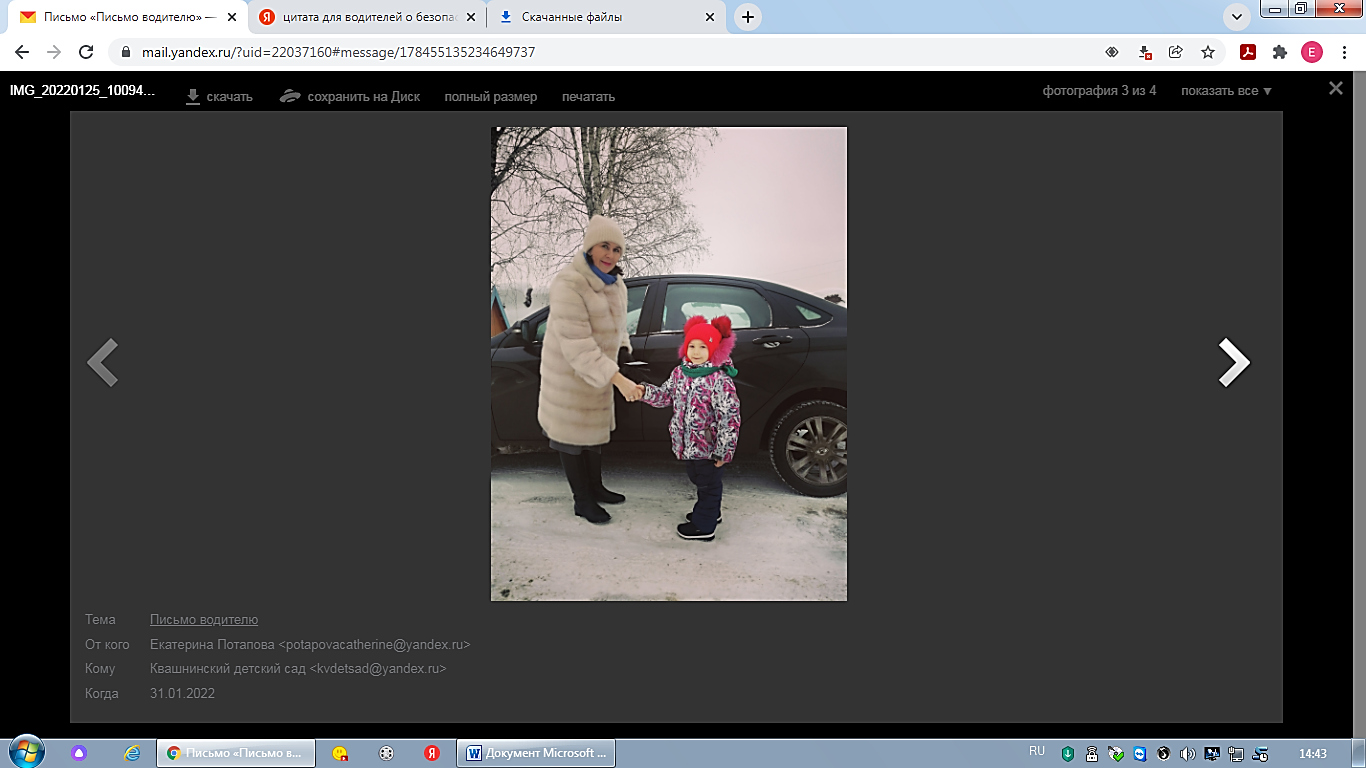 Письмо «Письмо водителю» —
цитата для водителей о безопас
Скачанные файлы
mail.yandex.ru/?uid=22037160#message/178455135234649737
E
IMG_20220125_10094...
скачать
сохранить на Диск
полный размер
печатать
фотография 3 из 4
показать все
Тема Письмо водителю
От кого Екатерина Потапова <potapovacatherine@yandex.ru>
Кому Квашнинский детский сад <kvdetsad@yandex.ru>
Когда 31.01.2022
Письмо «Письмо в...
Документ Microsoft ...
RU
14:43